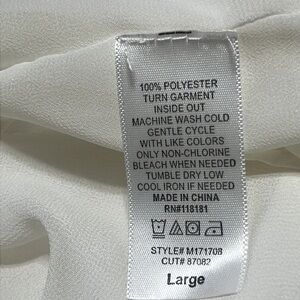 100% POLYESTER
TURN GARMENT
INSIDE OUT
MACHINE WASH COLD
GENTLE CYCLE
WITH LIKE COLORS
ONLY NON-CHLORINE
BLEACH WHEN NEEDED
TUMBLE DRY LOW
COOL IRON IF NEEDED
MADE IN CHINA
RN#118181
STYLE# M17170B
CUT# 87082
Large